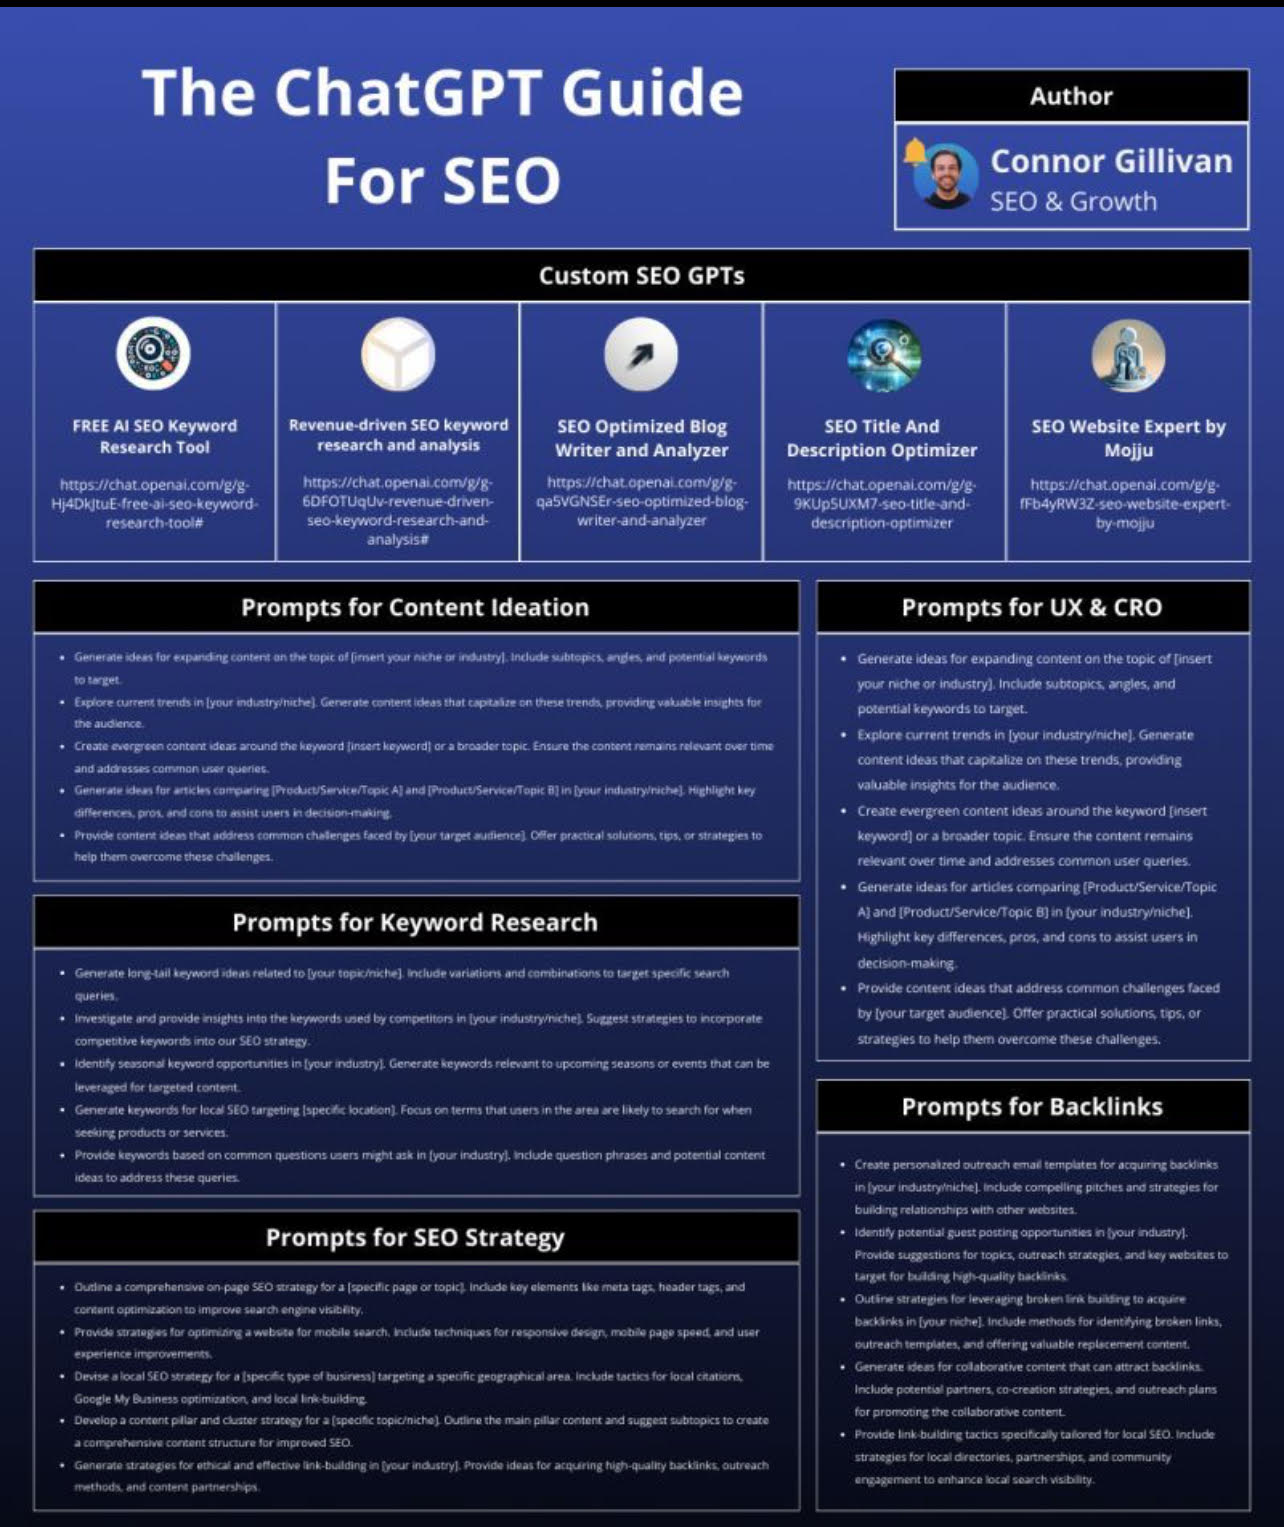 The ChatGPT Guide
For SEO
Author
Connor Gillivan
SEO & Growth
Custom SEO GPTs
FREE AI SEO Keyword
Research Tool
https://chat.openai.com/g/g-
Hj4DkJtuE-free-ai-seo-keyword-
research-tool#
Revenue-driven SEO keyword
research and analysis
https://chat.openai.com/g/g-
6DFOTUqUv-revenue-driven-
seo-keyword-research-and-
analysis#
SEO Optimized Blog
Writer and Analyzer
https://chat.openai.com/g/g-
qa5VGNSEr-seo-optimized-blog-
writer-and-analyzer
SEO Title And
Description Optimizer
https://chat.openai.com/g/g-
9KUp5UXM7-seo-title-and-
description-optimizer
SEO Website Expert by
Mojju
https://chat.openai.com/g/g-
fFb4yRW3Z-seo-website-expert-
by-mojju
Prompts for Content Ideation
• Generate ideas for expanding content on the topic of [insert your niche or industry]. Include subtopics, angles, and potential keywords
to target.
• Explore current trends in [your industry/niche]. Generate content ideas that capitalize on these trends, providing valuable insights for
the audience.
• Create evergreen content ideas around the keyword [insert keyword] or a broader topic. Ensure the content remains relevant over time
and addresses common user queries.
• Generate ideas for articles comparing [Product/Service/Topic A] and [Product/Service/Topic B] in [your industry/niche]. Highlight key
differences, pros, and cons to assist users in decision-making.
• Provide content ideas that address common challenges faced by [your target audience]. Offer practical solutions, tips, or strategies to
help them overcome these challenges.
Prompts for Keyword Research
• Generate long-tail keyword ideas related to [your topic/niche]. Include variations and combinations to target specific search
queries.
• Investigate and provide insights into the keywords used by competitors in [your industry/niche]. Suggest strategies to incorporate
competitive keywords into our SEO strategy.
• Identify seasonal keyword opportunities in [your industry]. Generate keywords relevant to upcoming seasons or events that can be
leveraged for targeted content.
• Generate keywords for local SEO targeting [specific location]. Focus on terms that users in the area are likely to search for when
seeking products or services.
• Provide keywords based on common questions users might ask in [your industry]. Include question phrases and potential content
ideas to address these queries.
Prompts for SEO Strategy
• Outline a comprehensive on-page SEO strategy for a [specific page or topic]. Include key elements like meta tags, header tags, and
content optimization to improve search engine visibility.
• Provide strategies for optimizing a website for mobile search. Include techniques for responsive design, mobile page speed, and user
experience improvements.
• Devise a local SEO strategy for a [specific type of business] targeting a specific geographical area. Include tactics for local citations,
Google My Business optimization, and local link-building.
• Develop a content pillar and cluster strategy for a [specific topic/niche]. Outline the main pillar content and suggest subtopics to create
a comprehensive content structure for improved SEO.
• Generate strategies for ethical and effective link-building in [your industry]. Provide ideas for acquiring high-quality backlinks, outreach
methods, and content partnerships.
Prompts for UX & CRO
• Generate ideas for expanding content on the topic of [insert
your niche or industry]. Include subtopics, angles, and
potential keywords to target.
• Explore current trends in [your industry/niche]. Generate
content ideas that capitalize on these trends, providing
valuable insights for the audience.
• Create evergreen content ideas around the keyword [insert
keyword] or a broader topic. Ensure the content remains
relevant over time and addresses common user queries.
• Generate ideas for articles comparing [Product/Service/Topic
A] and [Product/Service/Topic B] in [your industry/niche].
Highlight key differences, pros, and cons to assist users in
decision-making.
• Provide content ideas that address common challenges faced
by [your target audience]. Offer practical solutions, tips, or
strategies to help them overcome these challenges.
Prompts for Backlinks
• Create personalized outreach email templates for acquiring backlinks
in [your industry/niche]. Include compelling pitches and strategies for
building relationships with other websites.
• Identify potential guest posting opportunities in [your industry].
Provide suggestions for topics, outreach strategies, and key websites to
target for building high-quality backlinks.
• Outline strategies for leveraging broken link building to acquire
backlinks in [your niche]. Include methods for identifying broken links,
outreach templates, and offering valuable replacement content.
• Generate ideas for collaborative content that can attract backlinks.
Include potential partners, co-creation strategies, and outreach plans
for promoting the collaborative content.
• Provide link-building tactics specifically tailored for local SEO. Include
strategies for local directories, partnerships, and community
engagement to enhance local search visibility.